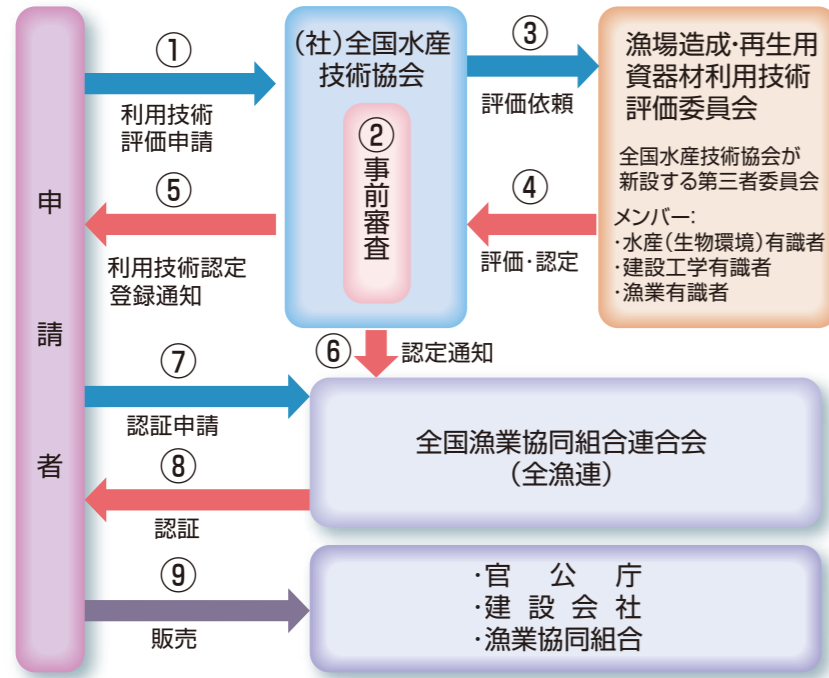 申請者
①
利用技術
評価申請
(社)全国水産
技術協会
②事前審査
③
評価依頼
漁場造成・再生用
資器材利用技術
評価委員会
全国水産技術協会が
新設する第三者委員会
メンバー:
・水産(生物環境)有識者
・建設工学有識者
・漁業有識者
④
評価・認定
⑤
利用技術認定
登録通知
⑥
認定通知
⑦
認証申請
全国漁業協同組合連合会
(全漁連)
⑧
認証
⑨
販売
・官公庁
・建設会社
・漁業協同組合